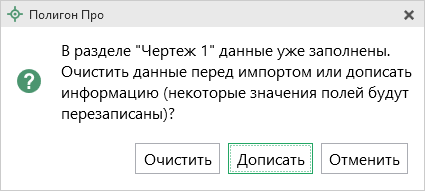 Полигон Про
В разделе "Чертеж 1" данные уже заполнены.
Очистить данные перед импортом или дописать
информацию (некоторые значения полей будут
перезаписаны)?
Очистить
Дописать
Отменить